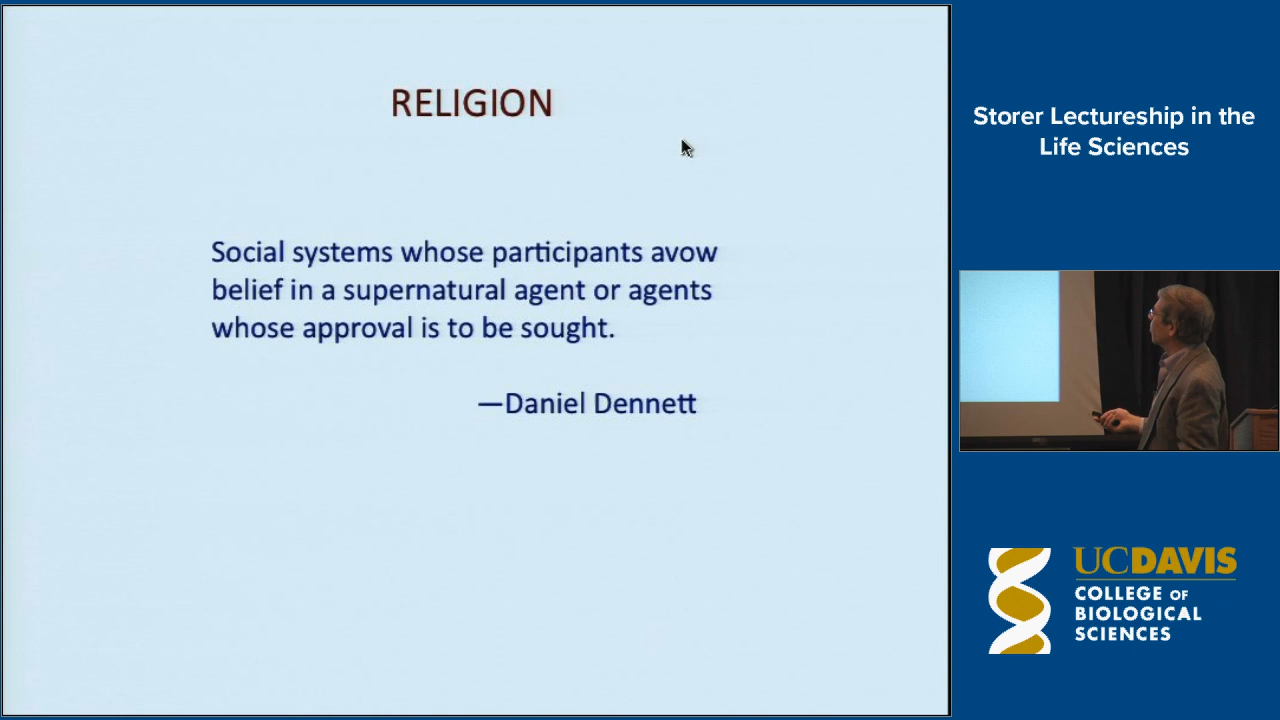 RELIGION
Social systems whose participants avow
belief in a supernatural agent or agents
whose approval is to be sought.
—Daniel Dennett
Storer Lectureship in the
Life Sciences
UCDAVIS
COLLEGE OF
BIOLOGICAL
SCIENCES